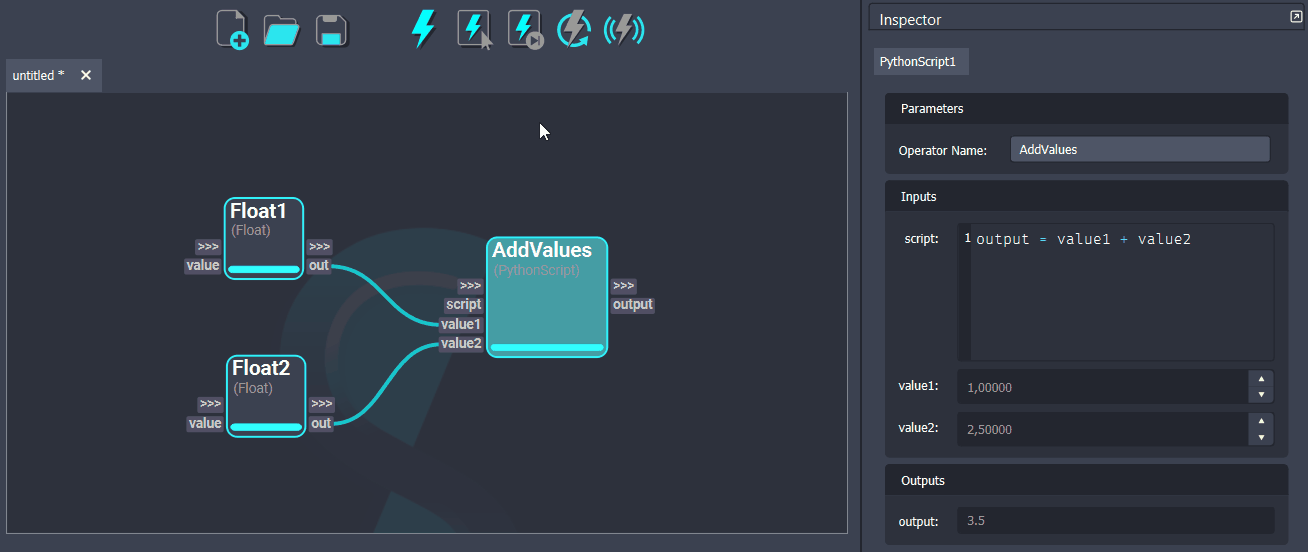 untitled *
Float1
(Float)
>>>
>>>
value
out
Float2
(Float)
>>>
>>>
value
out
AddValues
(PythonScript)
>>>
>>>
script
output
value1
value2
Inspector
PythonScript1
Parameters
Operator Name: AddValues
Inputs
script: 1 output = value1 + value2
value1: 1,00000
value2: 2,50000
Outputs
output: 3.5